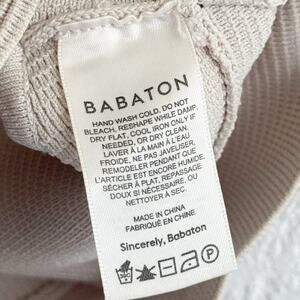 BABATON
HAND WASH COLD, DO NOT
BLEACH, RESHAPE WHILE DAMP,
DRY FLAT, COOL IRON ONLY IF
NEEDED, OR DRY CLEAN.
LAVER À LA MAIN À L'EAU
FROIDE, NE PAS JAVELISER,
REMODELER PENDANT QUE
L'ARTICLE EST ENCORE HUMIDE,
SÉCHER À PLAT, REPASSAGE
DOUX SI NÉCESSAIRE, OU
NETTOYER À SEC.
MADE IN CHINA
FABRIQUÉ EN CHINE
Sincerely, Babaton